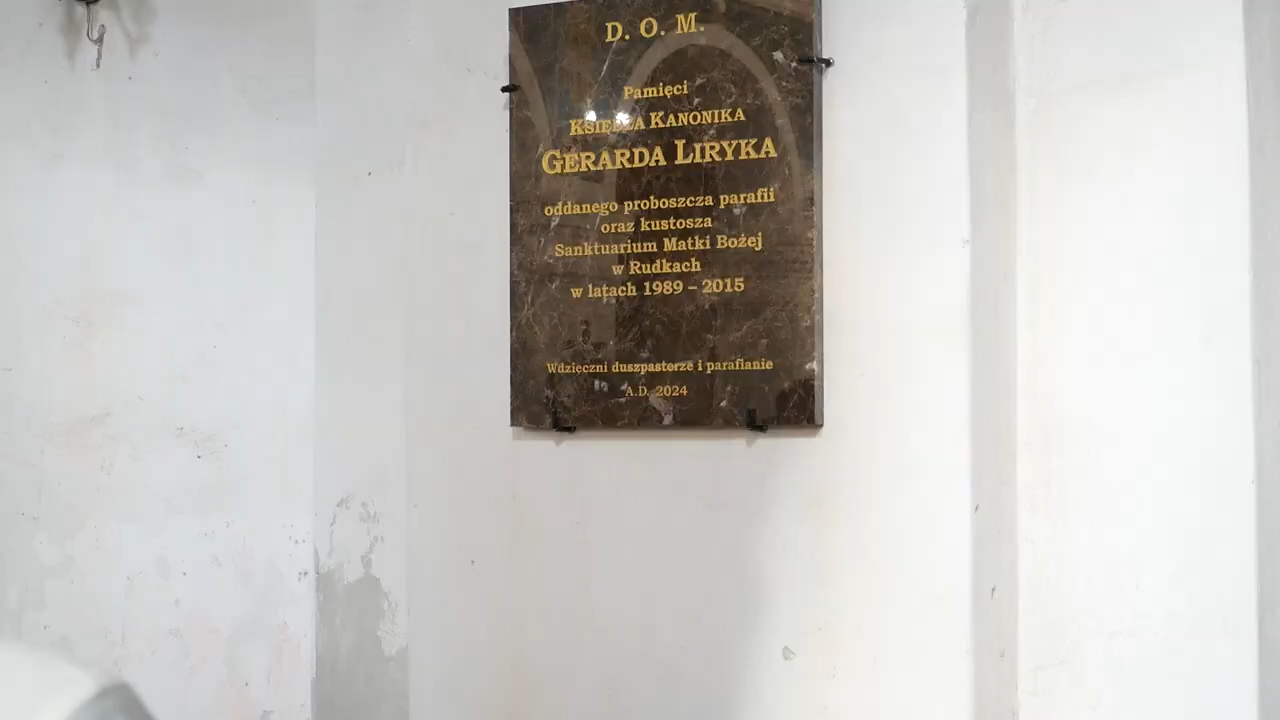 D. O. M.
Pamięci
KSIĘDZA KANONIKA
GERARDA LIRYKA
oddanego proboszcza parafii
oraz kustosza
Sanktuarium Matki Bożej
w Rudkach
w latach 1989 – 2015
Wdzięczni duszpasterze i parafianie
A.D. 2024